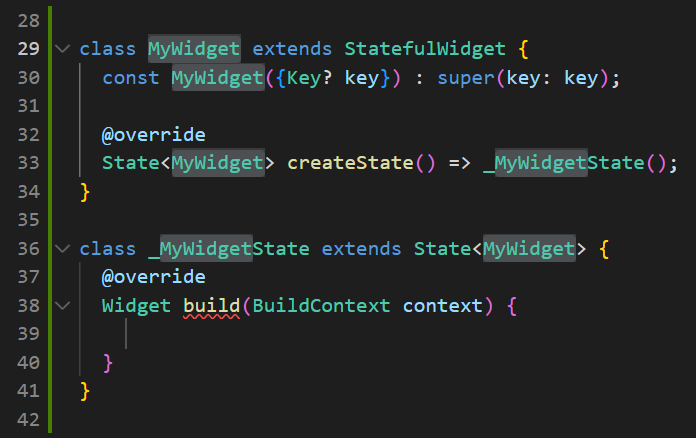 28
29 class MyWidget extends StatefulWidget {
30 const MyWidget({Key? key}) : super(key: key);
31
32 @override
33 State<MyWidget> createState() => _MyWidgetState();
34 }
35
36 class _MyWidgetState extends State<MyWidget> {
37 @override
38 Widget build(BuildContext context) {
39
40 }
41 }
42